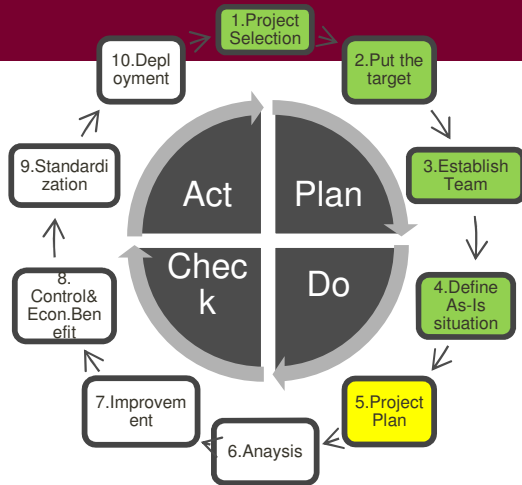 1.Project
Selection
2.Put the
target
3.Establish
Team
4.Define
As-Is
situation
5.Project
Plan
6.Anaysis
7.Improvem
ent
8.
Control&
Econ.Ben
efit
9.Standardi
zation
10.Depl
oyment
Act
Plan
Chec
k
Do